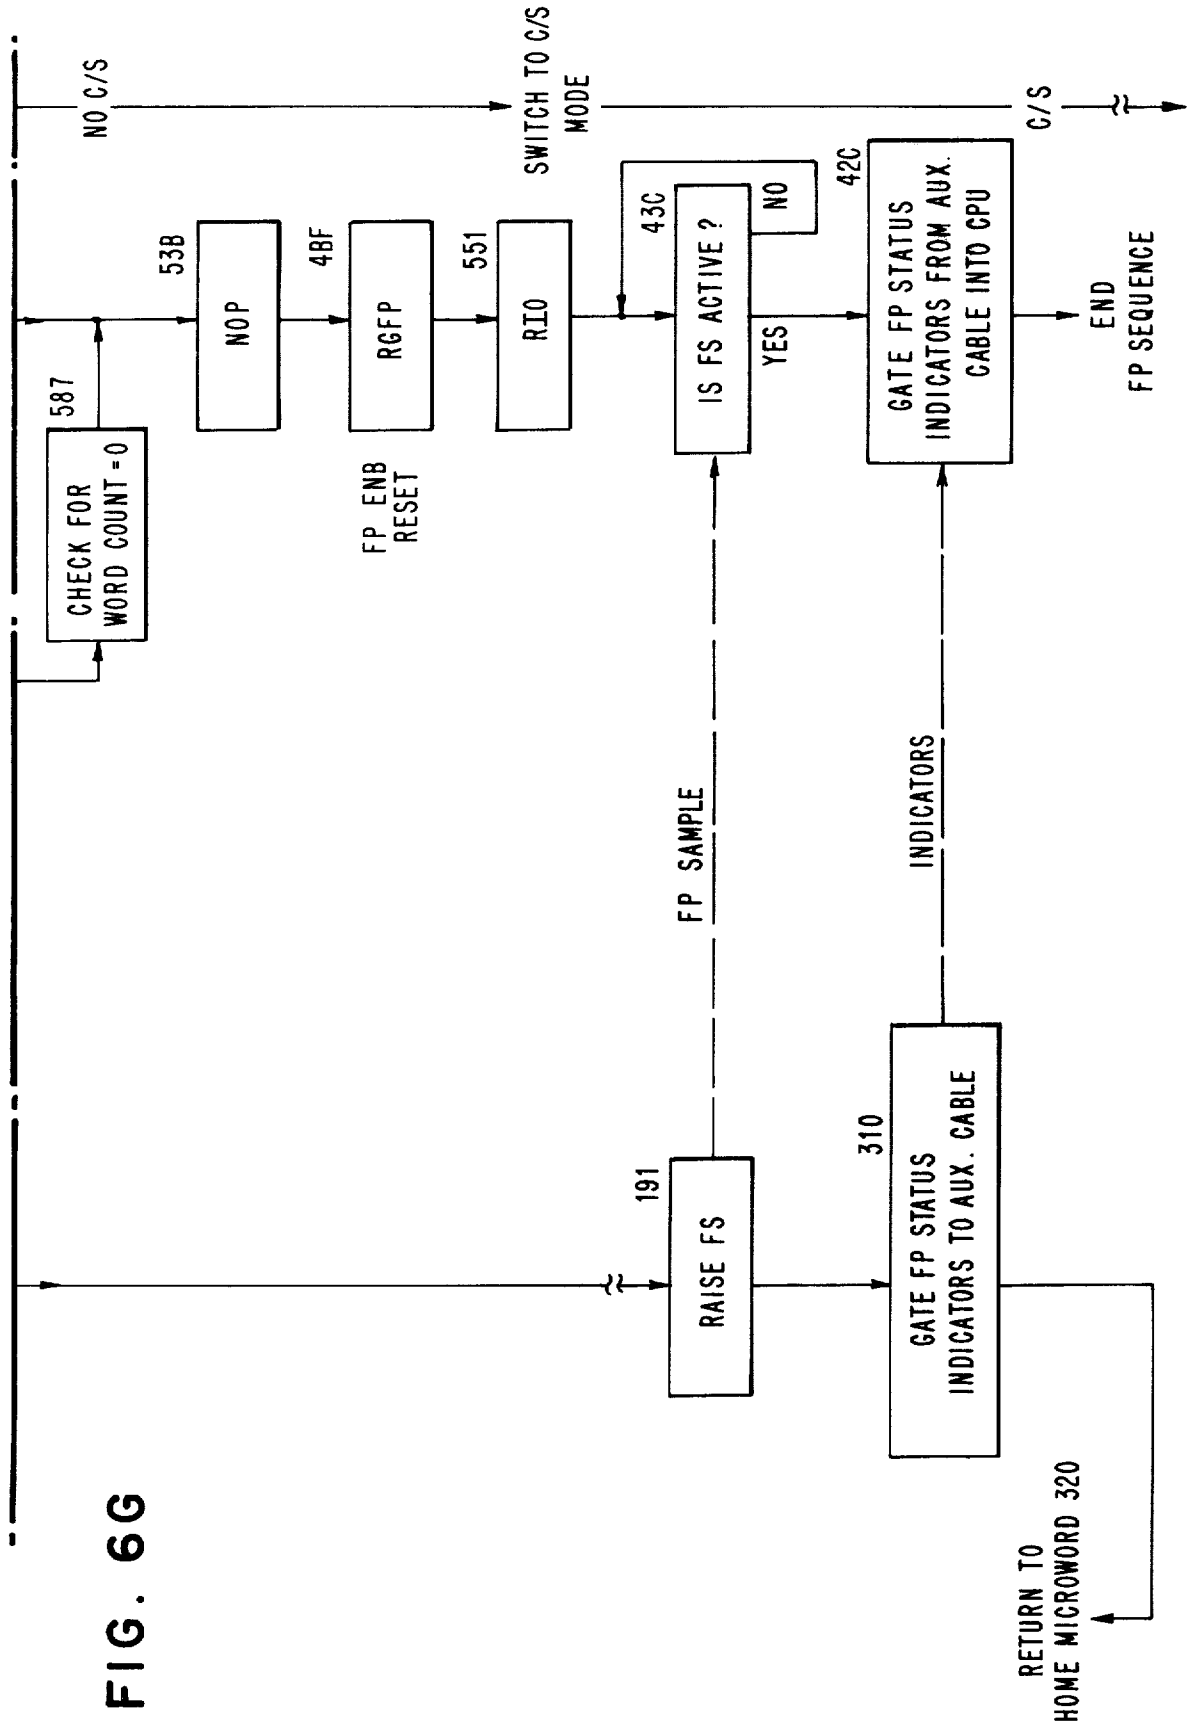 FIG. 6G
NO C/S
CHECK FOR
WORD COUNT = 0
587
53B
NOP
4BF
RGFP
FP ENB
RESET
551
RIO
SWITCH TO C/S
MODE
191
RAISE FS
FP SAMPLE
43C
IS FS ACTIVE ?
NO
YES
310
GATE FP STATUS
INDICATORS TO AUX. CABLE
INDICATORS
42C
GATE FP STATUS
INDICATORS FROM AUX.
CABLE INTO CPU
C/S
RETURN TO
HOME MICROWORD 320
END
FP SEQUENCE